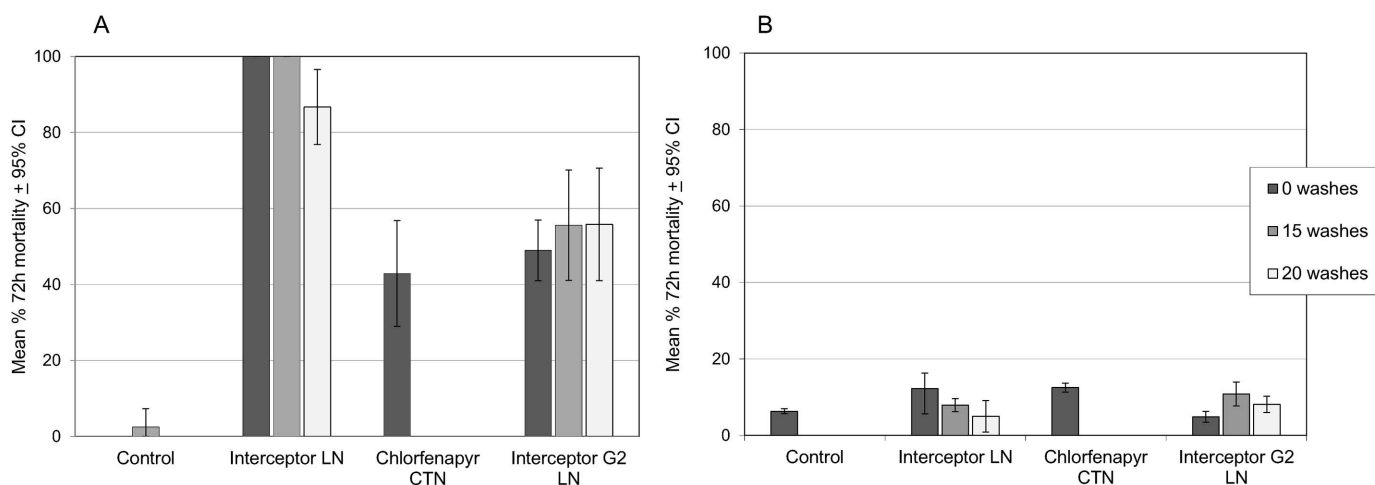 A
Mean % 72h mortality ± 95% CI
100
80
60
40
20
0
Control
Interceptor LN
Chlorfenapyr
CTN
Interceptor G2
LN
B
Mean % 72h mortality ± 95% CI
100
80
60
40
20
0
Control
Interceptor LN
Chlorfenapyr
CTN
Interceptor G2
LN
0 washes
15 washes
20 washes